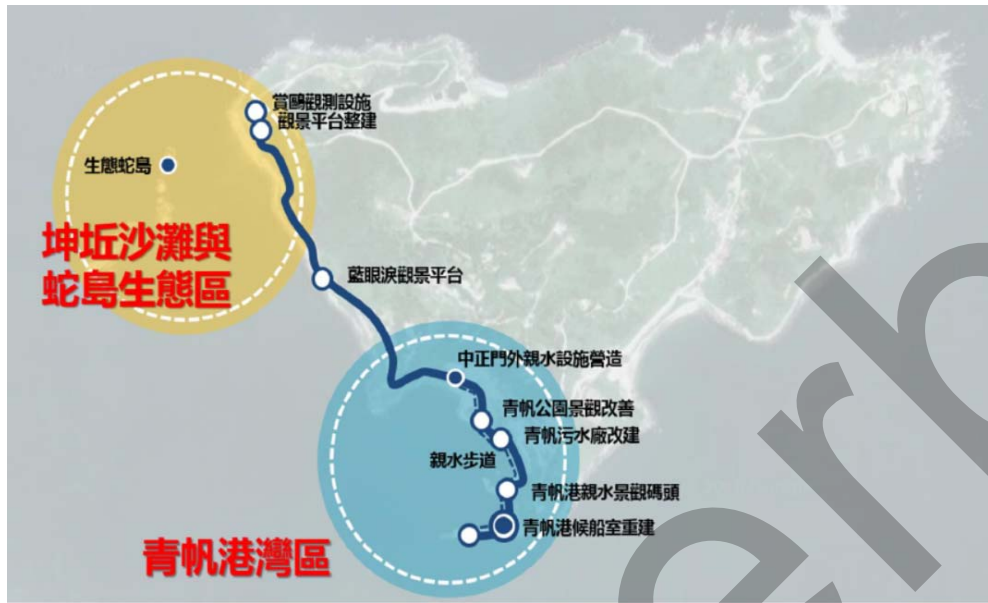 賞鷗觀測設施
觀景平台整建
生態蛇島
坤坵沙灘與
蛇島生態區
藍眼淚觀景平台
中正門外親水設施營造
青帆公園景觀改善
青帆污水廠改建
親水步道
青帆港親水景觀碼頭
青帆港候船室重建
青帆港灣區